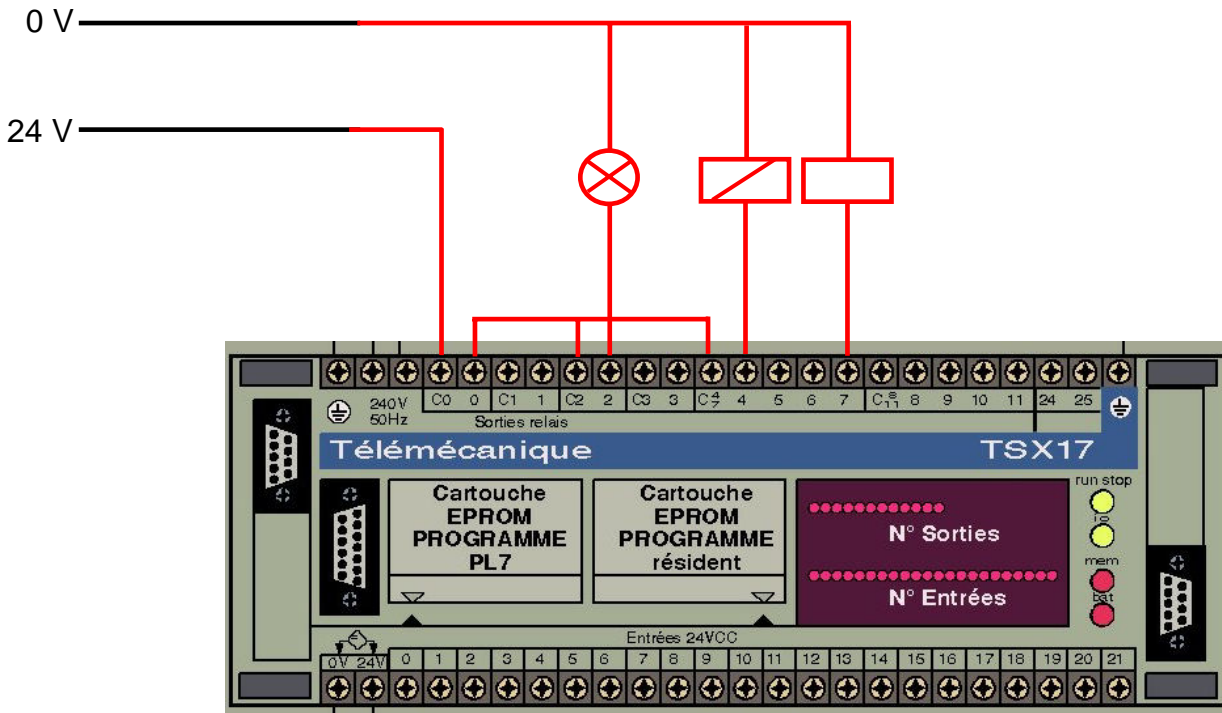 0 V
24 V
240V
50Hz
C0 0 C1 1 C2 2 C3 3 C 4 7 4 5 6 7 C 8 11 8 9 10 11 24 25
Sorties relais
Télémécanique TSX17
Cartouche
EPROM
PROGRAMME
PL7
Cartouche
EPROM
PROGRAMME
résident
N° Sorties
N° Entrées
run stop
mem
bat
Entrées 24VCC
0V 24V 0 1 2 3 4 5 6 7 8 9 10 11 12 13 14 15 16 17 18 19 20 21